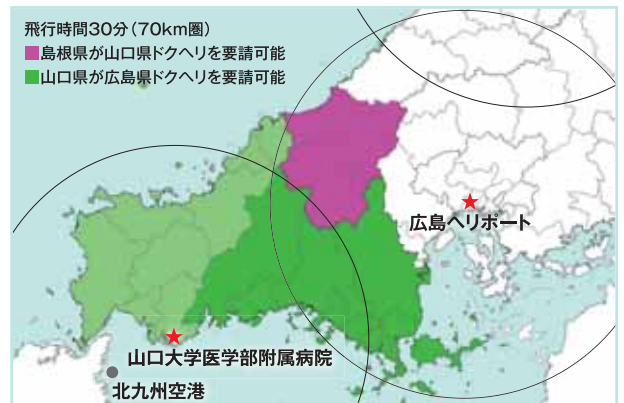 飛行時間30分（70km圏）
■島根県が山口県ドクヘリを要請可能
■山口県が広島県ドクヘリを要請可能
広島ヘリポート
山口大学医学部附属病院
北九州空港